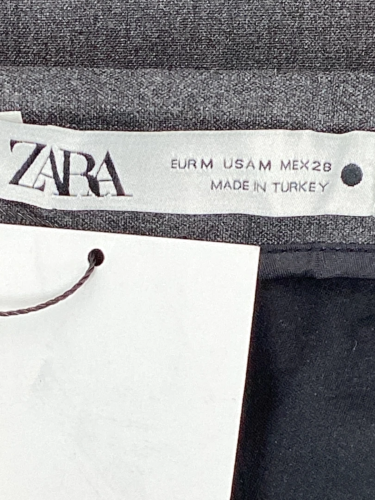 ZARA
EUR M USA M MEX 28
MADE IN TURKEY